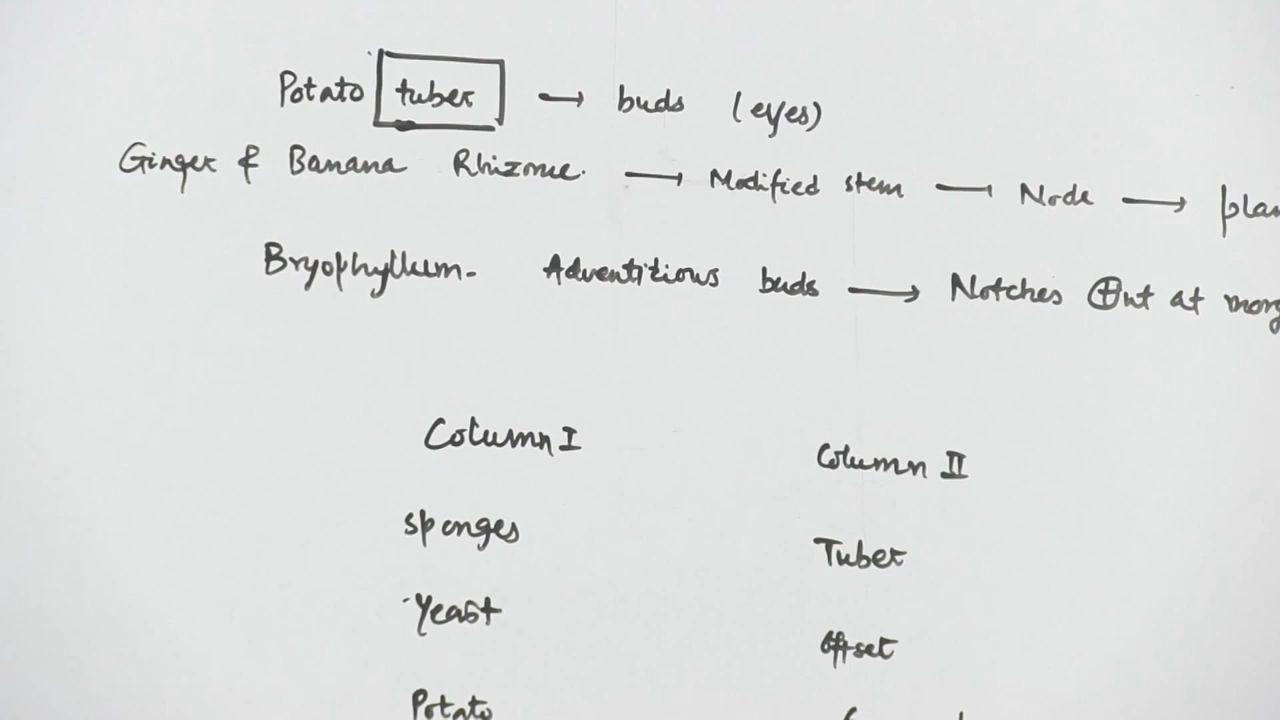 Potato tuber → buds (eyes)
Ginger & Banana Rhizome. → Modified stem → Node →
Bryophyllum. Adventitious buds → Notches at
Column I Column II
Sponges Tuber
Yeast Offset
Potato